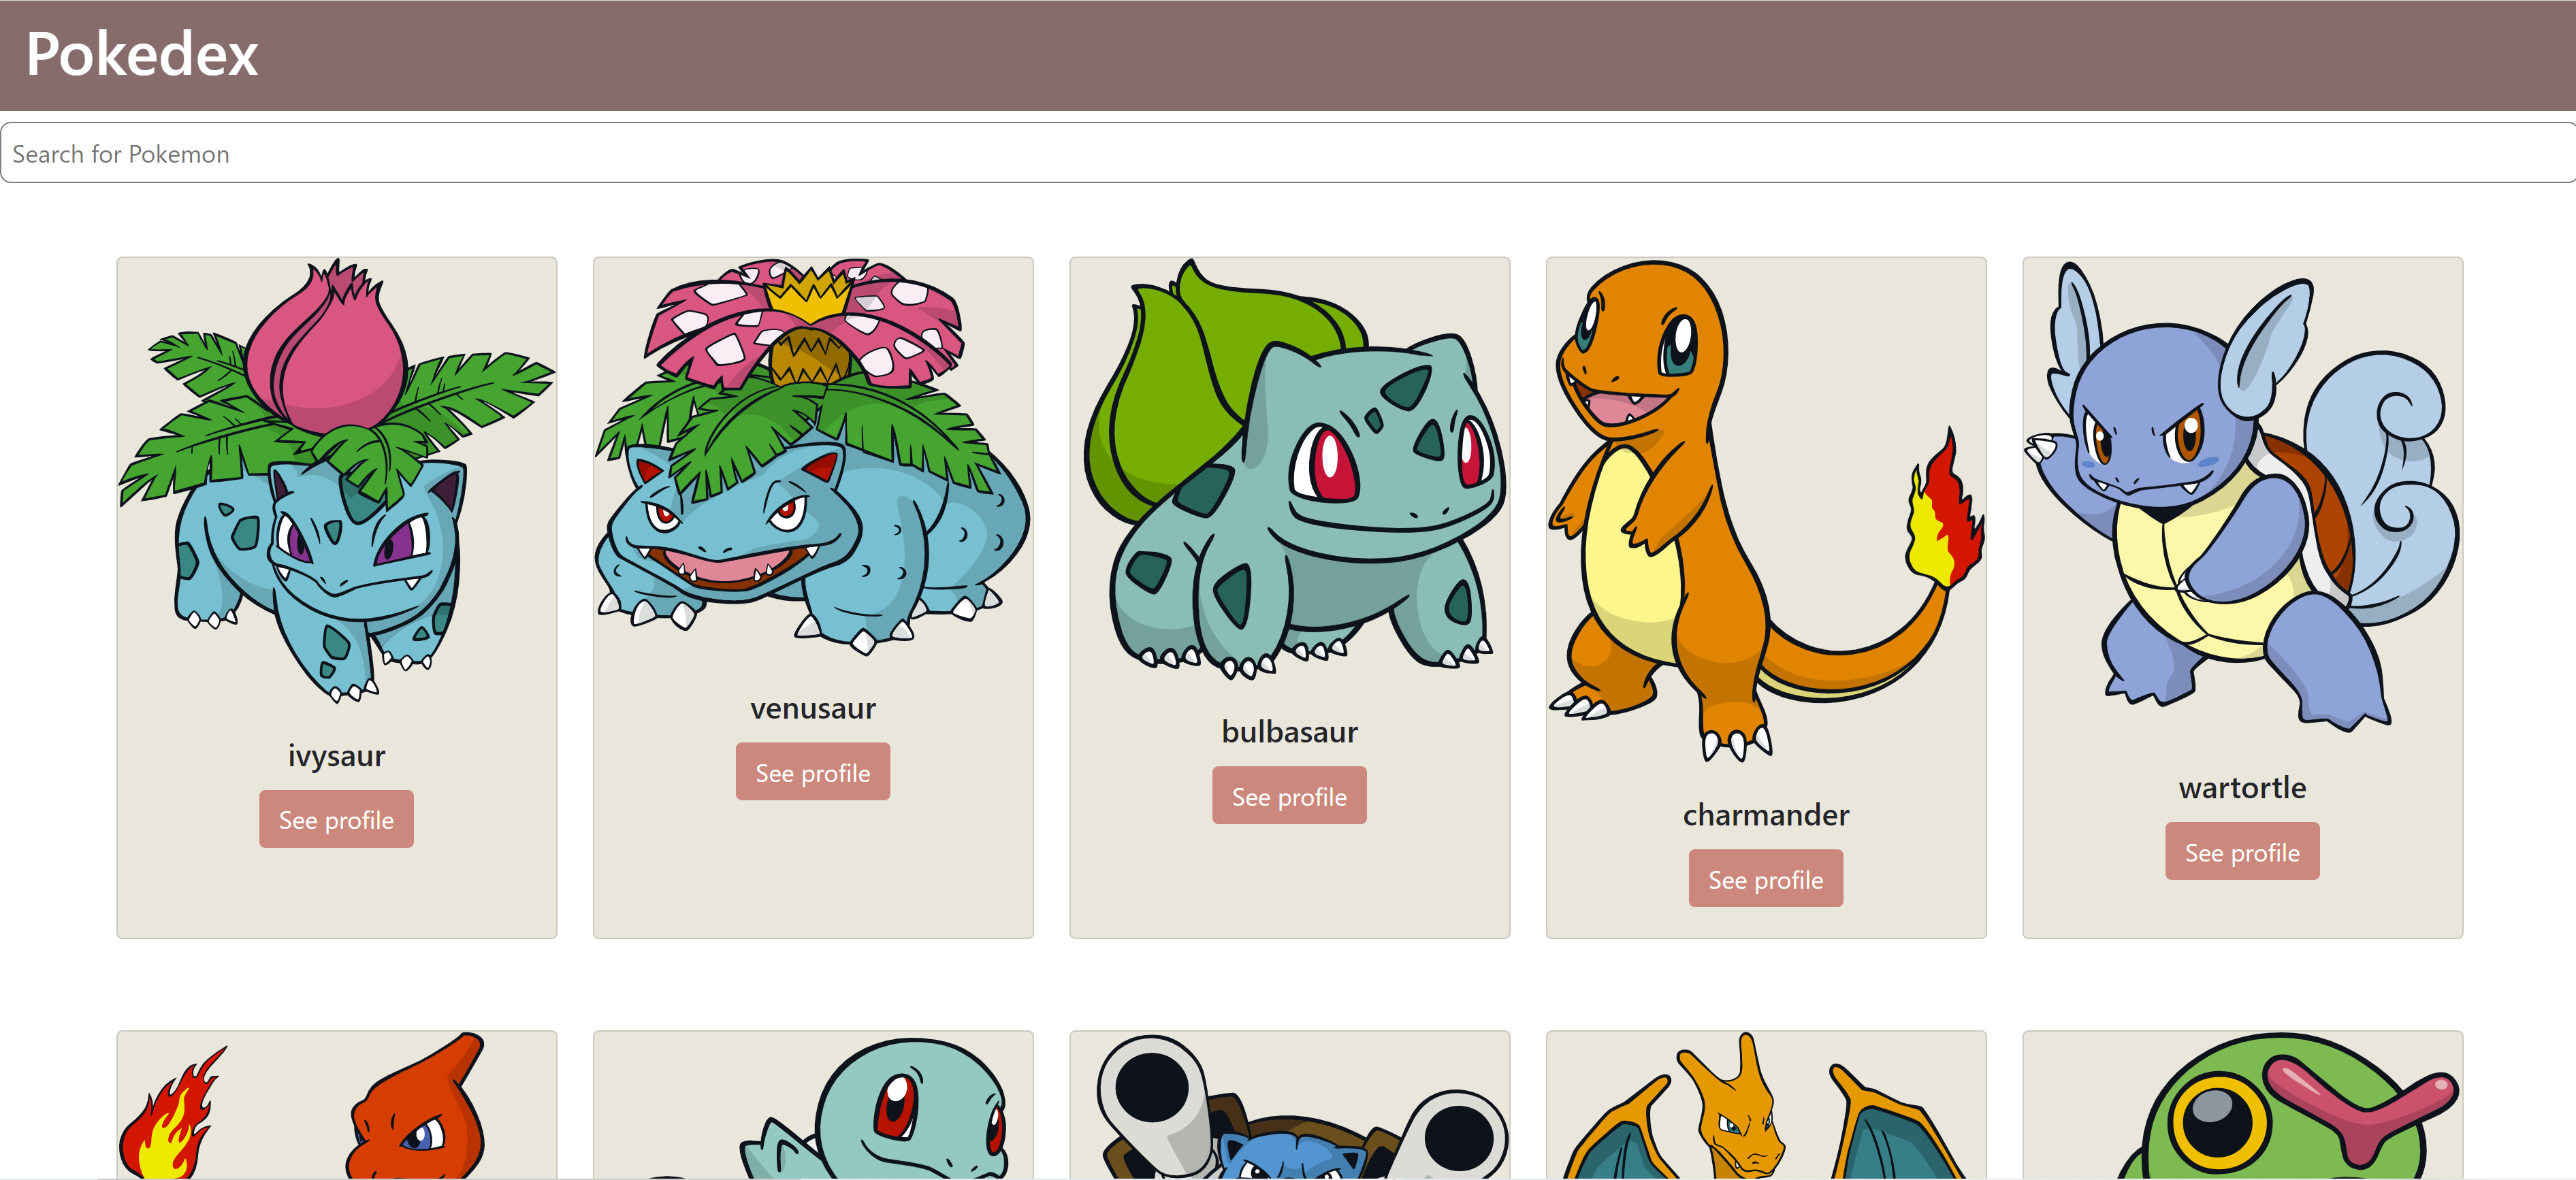 Pokedex
Search for Pokemon
ivysaur
See profile
venusaur
See profile
bulbasaur
See profile
charmander
See profile
wartortle
See profile